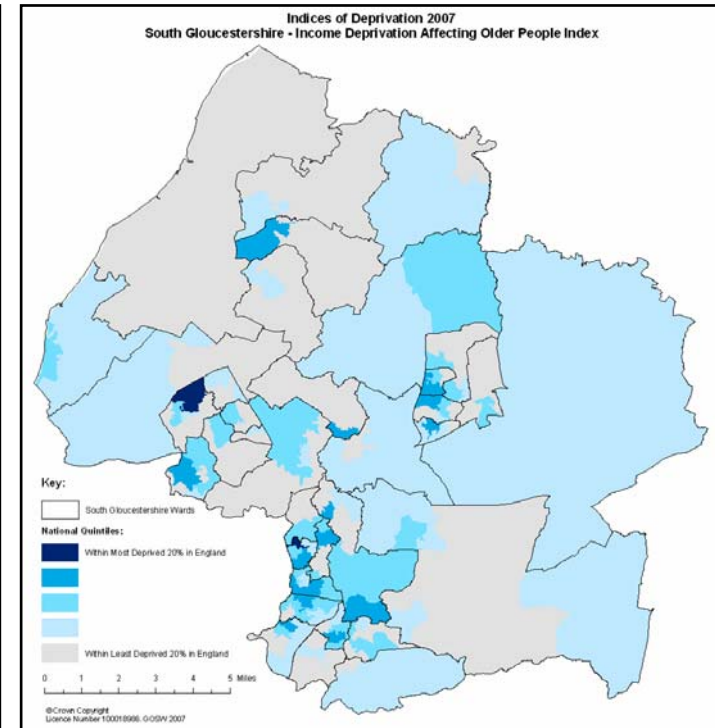 Indices of Deprivation 2007
South Gloucestershire - Income Deprivation Affecting Older People Index
Key:
South Gloucestershire Wards
National Quintiles:
Within Most Deprived 20% in England
Within Least Deprived 20% in England
0 1 2 3 4 5 Miles
©Crown Copyright
Licence Number 100018986. GOSW 2007